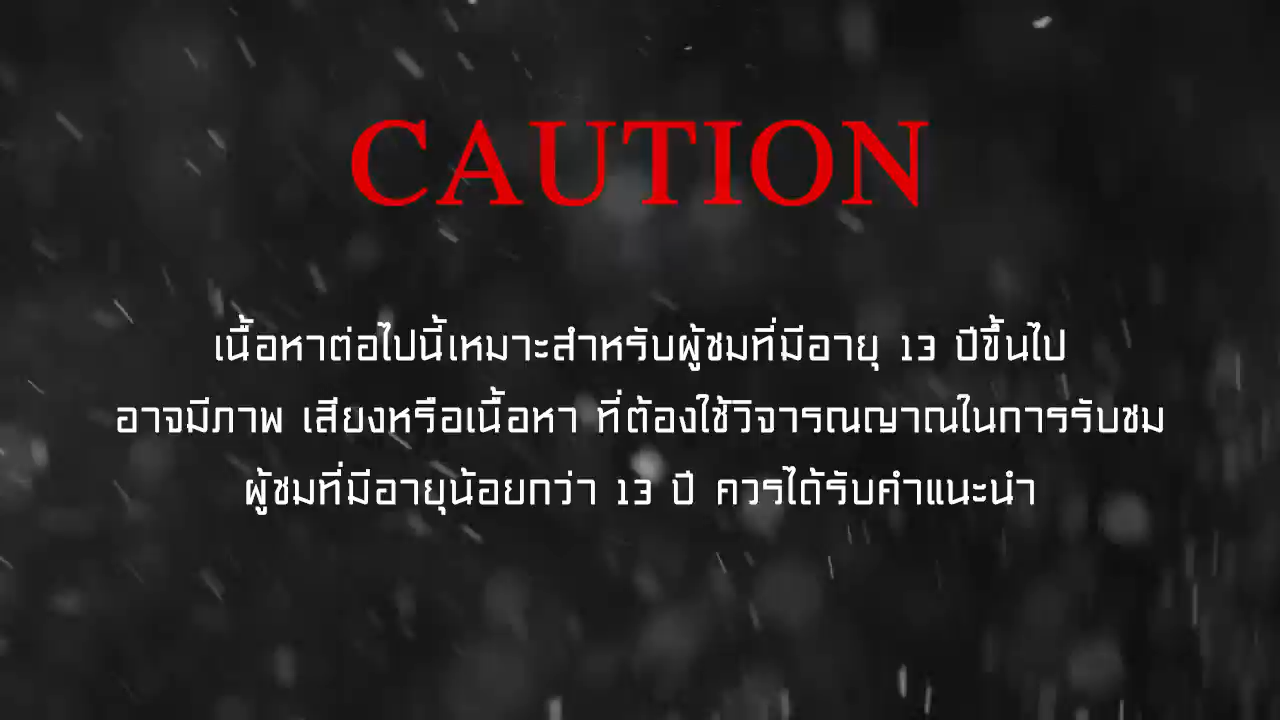 CAUTION
เนื้อหาต่อไปนี้เหมาะสำหรับผู้ชมที่มีอายุ 13 ปีขึ้นไป
อาจมีภาพ เสียงหรือเนื้อหา ที่ต้องใช้วิจารณญาณในการรับชม
ผู้ชมที่มีอายุน้อยกว่า 13 ปี ควรได้รับคำแนะนำ